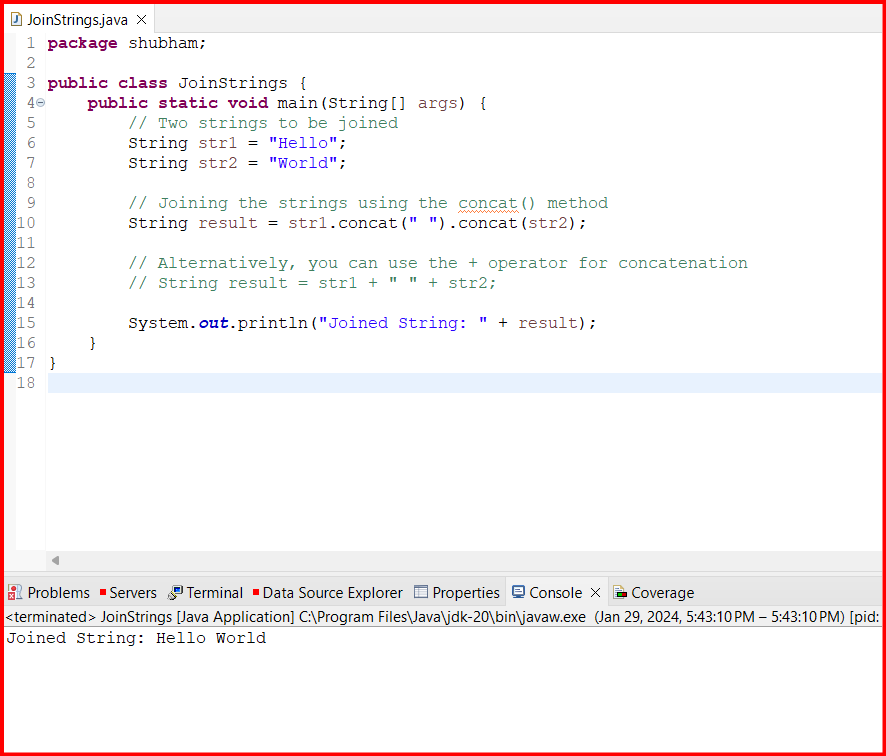 JoinStrings.java
1 package shubham;
2
3 public class JoinStrings {
4     public static void main(String[] args) {
5         // Two strings to be joined
6         String str1 = "Hello";
7         String str2 = "World";
8
9         // Joining the strings using the concat() method
10         String result = str1.concat(" ").concat(str2);
11
12         // Alternatively, you can use the + operator for concatenation
13         // String result = str1 + " " + str2;
14
15         System.out.println("Joined String: " + result);
16     }
17 }
18
Problems Servers Terminal Data Source Explorer Properties Console Coverage
<terminated> JoinStrings [Java Application] C:\Program Files\Java\jdk-20\bin\javaw.exe (Jan 29, 2024, 5:43:10 PM – 5:43:10 PM) [pid:
Joined String: Hello World